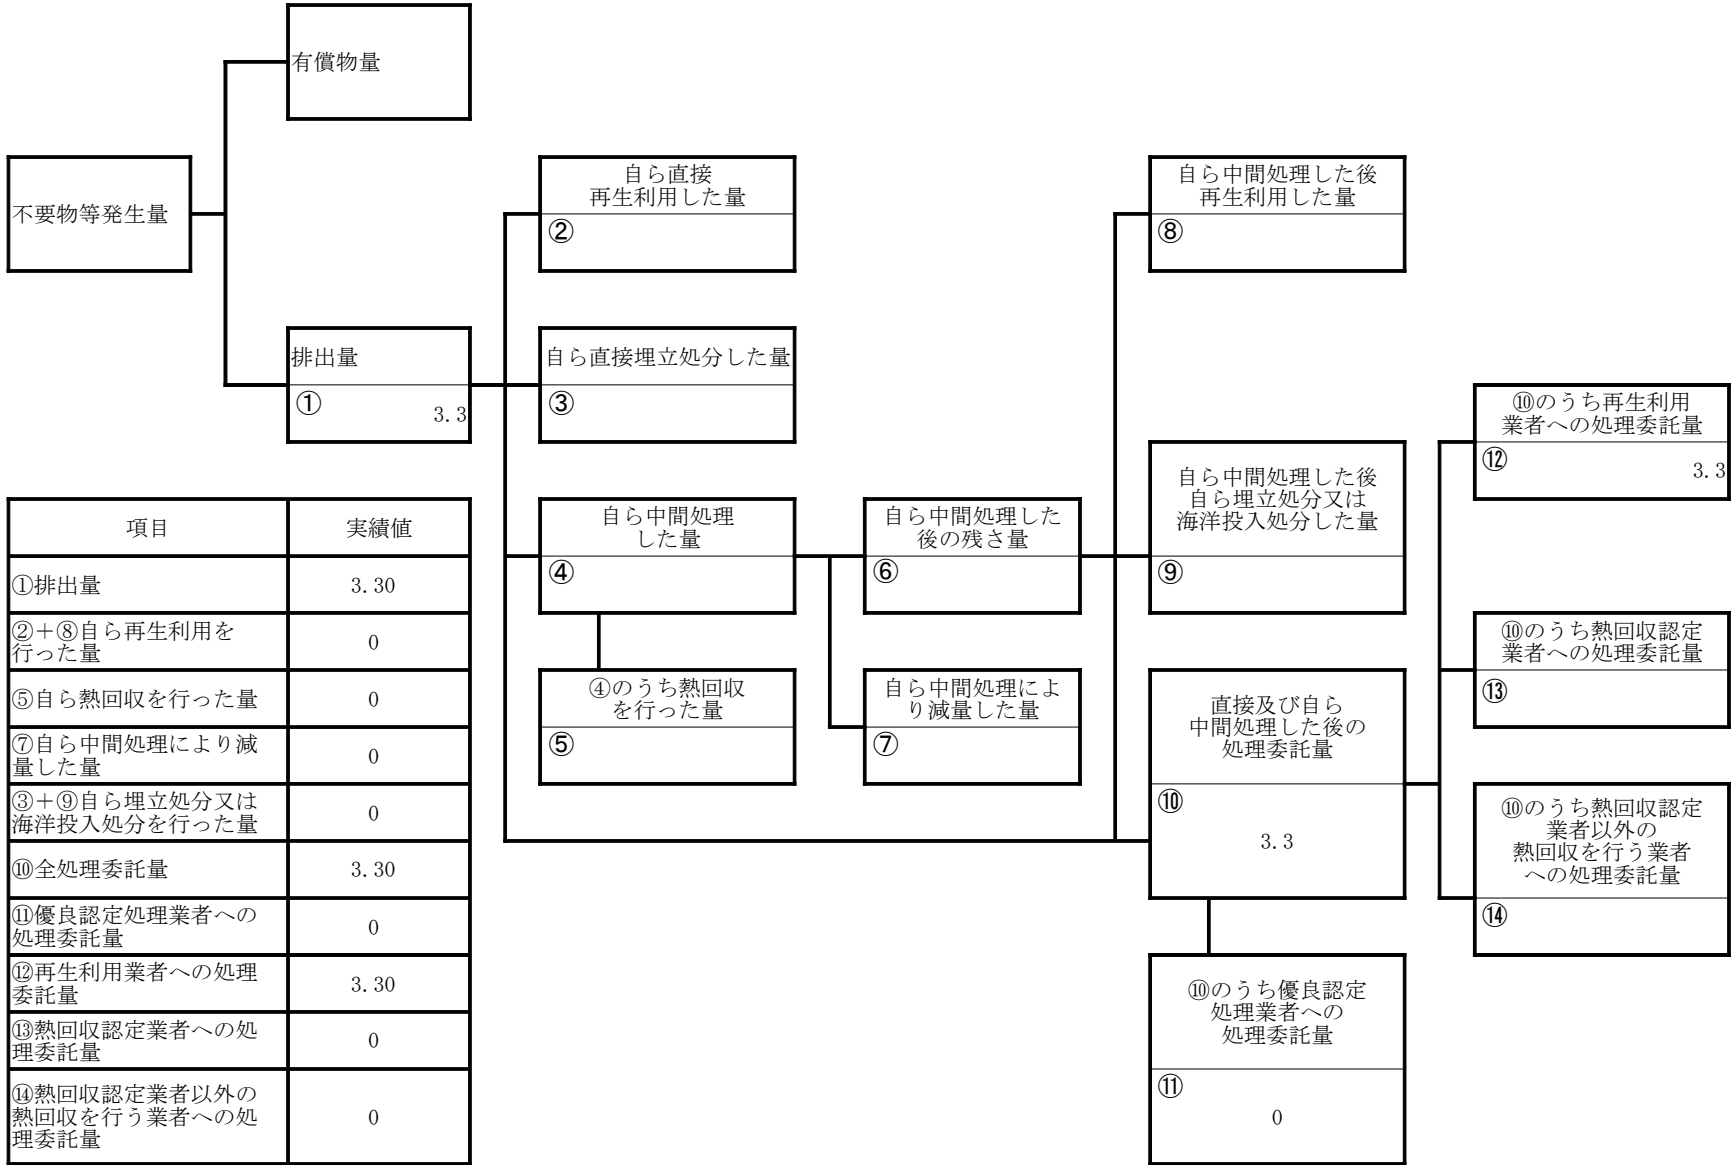 有償物量
不要物等発生量
自ら直接
再生利用した量
②
自ら中間処理した後
再生利用した量
⑧
排出量
①
3.3
自ら直接埋立処分した量
③
⑩のうち再生利用
業者への処理委託量
⑫
3.3
自ら中間処理
した量
④
自ら中間処理した
後の残さ量
⑥
自ら中間処理した後
自ら埋立処分又は
海洋投入処分した量
⑨
⑩のうち熱回収認定
業者への処理委託量
⑬
④のうち熱回収
を行った量
⑤
自ら中間処理によ
り減量した量
⑦
直接及び自ら
中間処理した後の
処理委託量
⑩
3.3
⑩のうち熱回収認定
業者以外の
熱回収を行う業者
への処理委託量
⑭
⑩のうち優良認定
処理業者への
処理委託量
⑪
0
項目 実績値
①排出量 3.30
②+⑧自ら再生利用を
行った量 0
⑤自ら熱回収を行った量 0
⑦自ら中間処理により減
量した量 0
③+⑨自ら埋立処分又は
海洋投入処分を行った量 0
⑩全処理委託量 3.30
⑪優良認定処理業者への
処理委託量 0
⑫再生利用業者への処理
委託量 3.30
⑬熱回収認定業者への処
理委託量 0
⑭熱回収認定業者以外の
熱回収を行う業者への処
理委託量 0